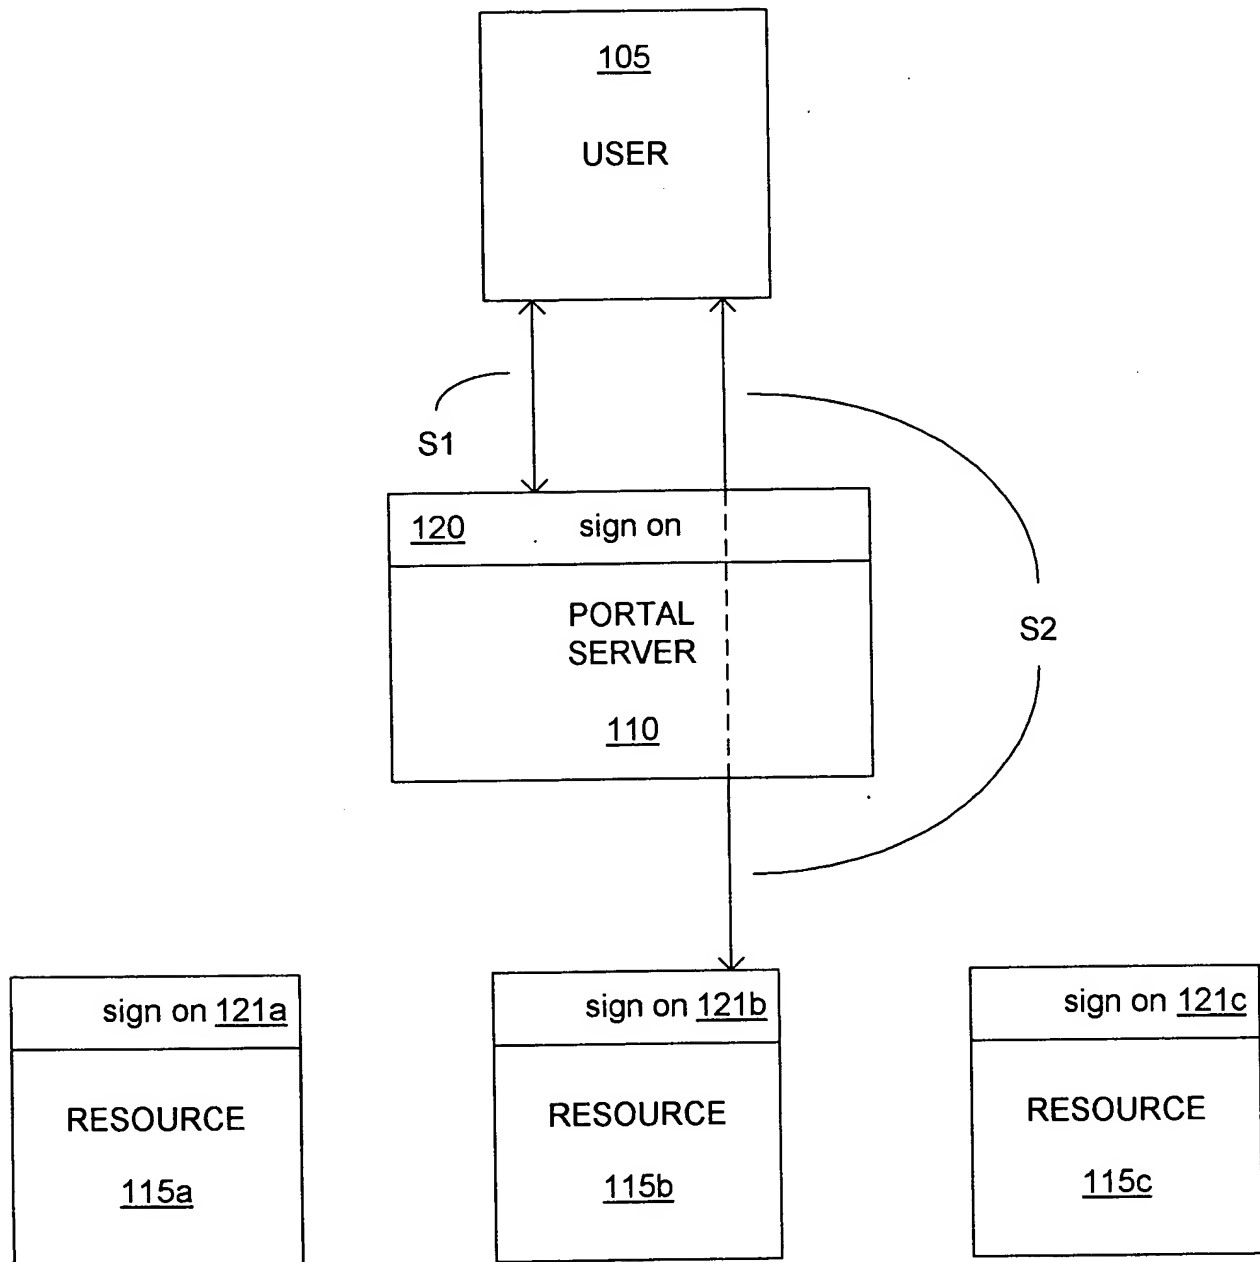 105
USER
S1
120 sign on
PORTAL
SERVER
110
S2
sign on 121a
RESOURCE
115a
sign on 121b
RESOURCE
115b
sign on 121c
RESOURCE
115c